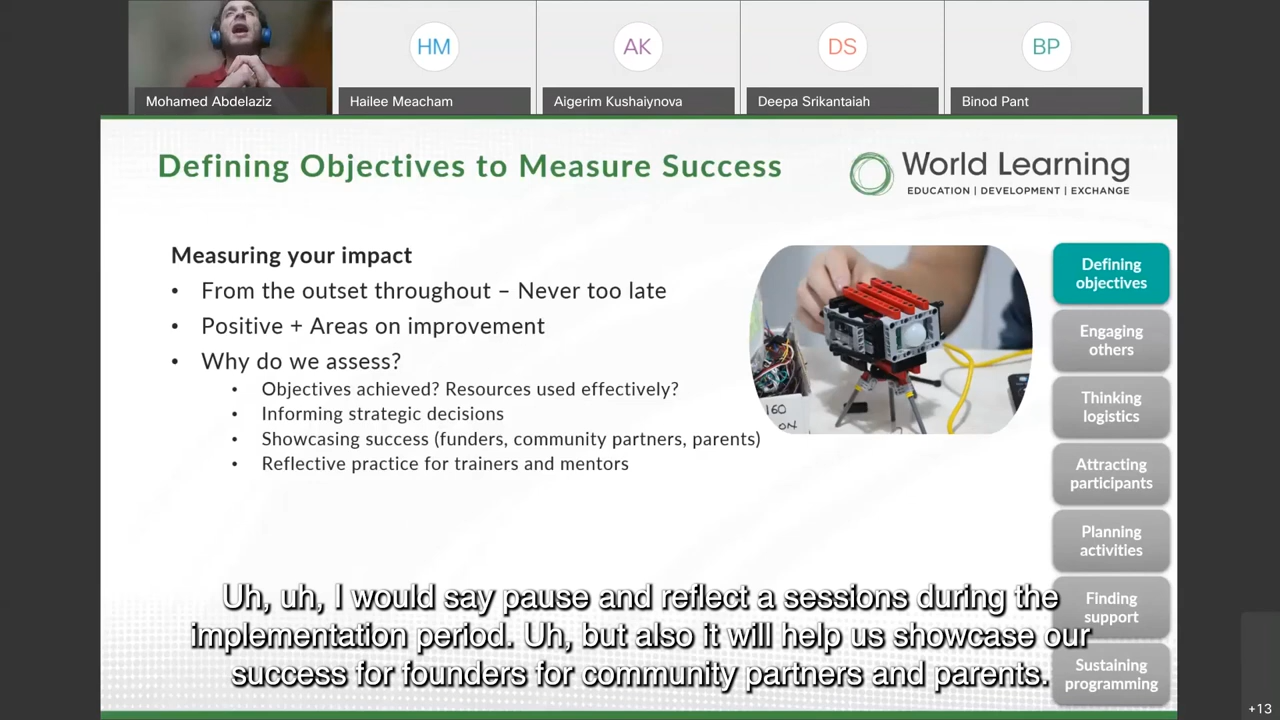 HM
AK
DS
BP
Mohamed Abdelaziz
Hailee Meacham
Aigerim Kushaiynova
Deepa Srikantaiah
Binod Pant
Defining Objectives to Measure Success
World Learning
EDUCATION | DEVELOPMENT | EXCHANGE
Measuring your impact
• From the outset throughout – Never too late
• Positive + Areas on improvement
• Why do we assess?
• Objectives achieved? Resources used effectively?
• Informing strategic decisions
• Showcasing success (funders, community partners, parents)
• Reflective practice for trainers and mentors
160
ON
Defining
objectives
Engaging
others
Thinking
logistics
Attracting
participants
Planning
activities
Finding
support
Sustaining
programming
Uh, uh, I would say pause and reflect a sessions during the
implementation period. Uh, but also it will help us showcase our
success for founders for community partners and parents.
+13